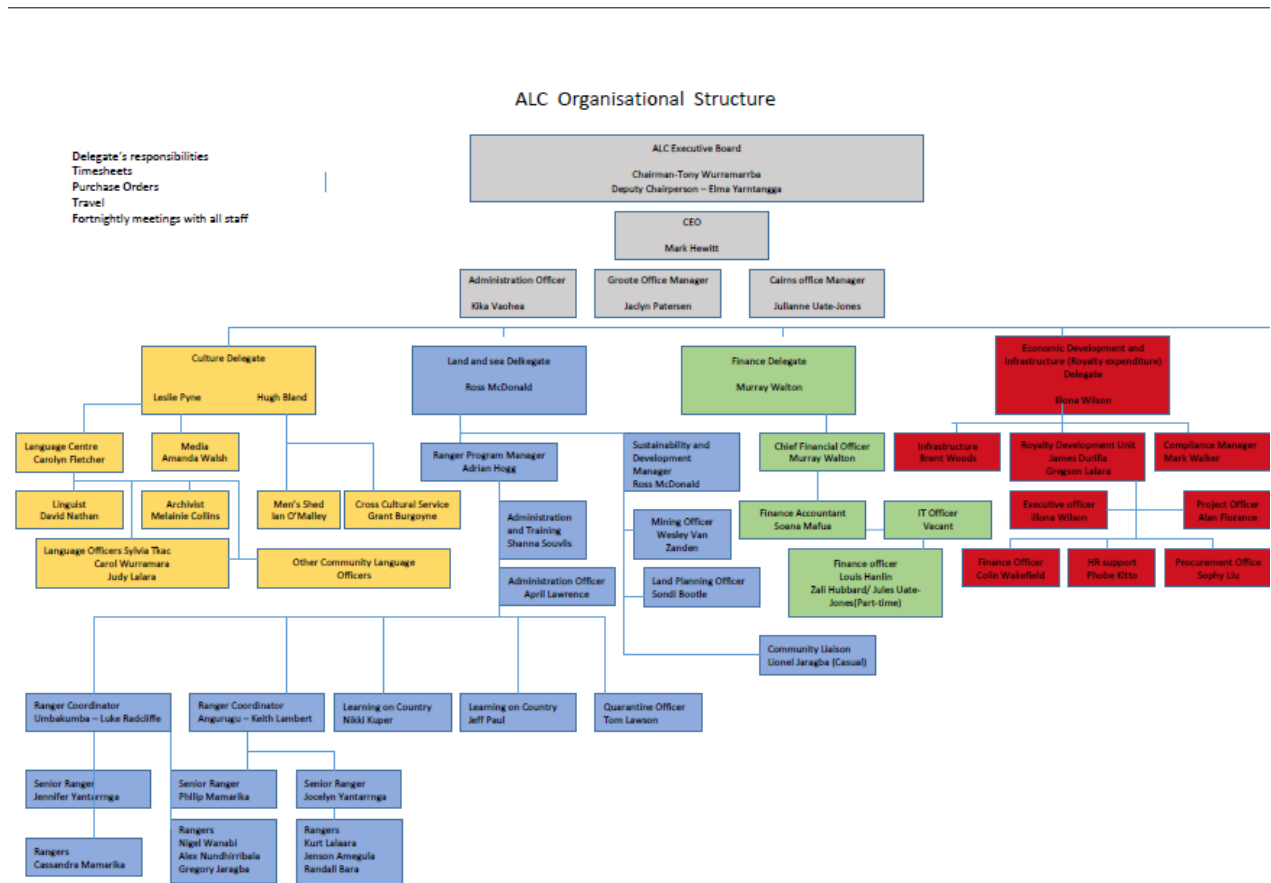 ALC Organisational Structure
Delegate's responsibilities
Timesheets
Purchase Orders
Travel
Fortnightly meetings with all staff
ALC Executive Board
Chairman-Tony Wurramarrba
Deputy Chairperson – Elma Yarntangga
CEO
Mark Hewitt
Administration Officer
Kika Vaohea
Groote Office Manager
Jaclyn Patersen
Cairns office Manager
Julianne Uate-Jones
Culture Delegate
Leslie Pyne Hugh Bland
Land and sea Delkegate
Ross McDonald
Finance Delegate
Murray Walton
Economic Development and
Infrastructure (Royalty expenditure)
Delegate
Illona Wilson
Language Centre
Carolyn Fletcher
Media
Amanda Walsh
Linguist
David Nathan
Archivist
Melainie Collins
Men's Shed
Ian O'Malley
Cross Cultural Service
Grant Burgoyne
Language Officers Sylvia Tkac
Carol Wurramara
Judy Lalara
Other Community Language
Officers
Ranger Program Manager
Adrian Hogg
Sustainability and
Development
Manager
Ross McDonald
Administration
and Training
Shanna Souvlis
Mining Officer
Wesley Van
Zanden
Administration Officer
April Lawrence
Land Planning Officer
Sondi Bootle
Community Liaison
Lionel Jaragba (Casual)
Chief Financial Officer
Murray Walton
Finance Accountant
Soana Mafua
IT Officer
Vacant
Finance officer
Louis Hanlin
Zali Hubbard/ Jules Uate-
Jones(Part-time)
Infrastructure
Brent Woods
Royalty Development Unit
James Durilla
Gregson Lalara
Compliance Manager
Mark Walker
Executive officer
Illona Wilson
Project Officer
Alan Florance
Finance Officer
Colin Wakefield
HR support
Phobe Kitto
Procurement Office
Sophy Liu
Ranger Coordinator
Umbakumba – Luke Radcliffe
Ranger Coordinator
Angurugu – Keith Lambert
Learning on Country
Nikki Kuper
Learning on Country
Jeff Paul
Quarantine Officer
Tom Lawson
Senior Ranger
Jennifer Yantarrnga
Senior Ranger
Philip Mamarika
Senior Ranger
Jocelyn Yantarrnga
Rangers
Cassandra Mamarika
Rangers
Nigel Wanabi
Alex Nundhirribala
Gregory Jaragba
Rangers
Kurt Lalaara
Jenson Amegula
Randall Bara